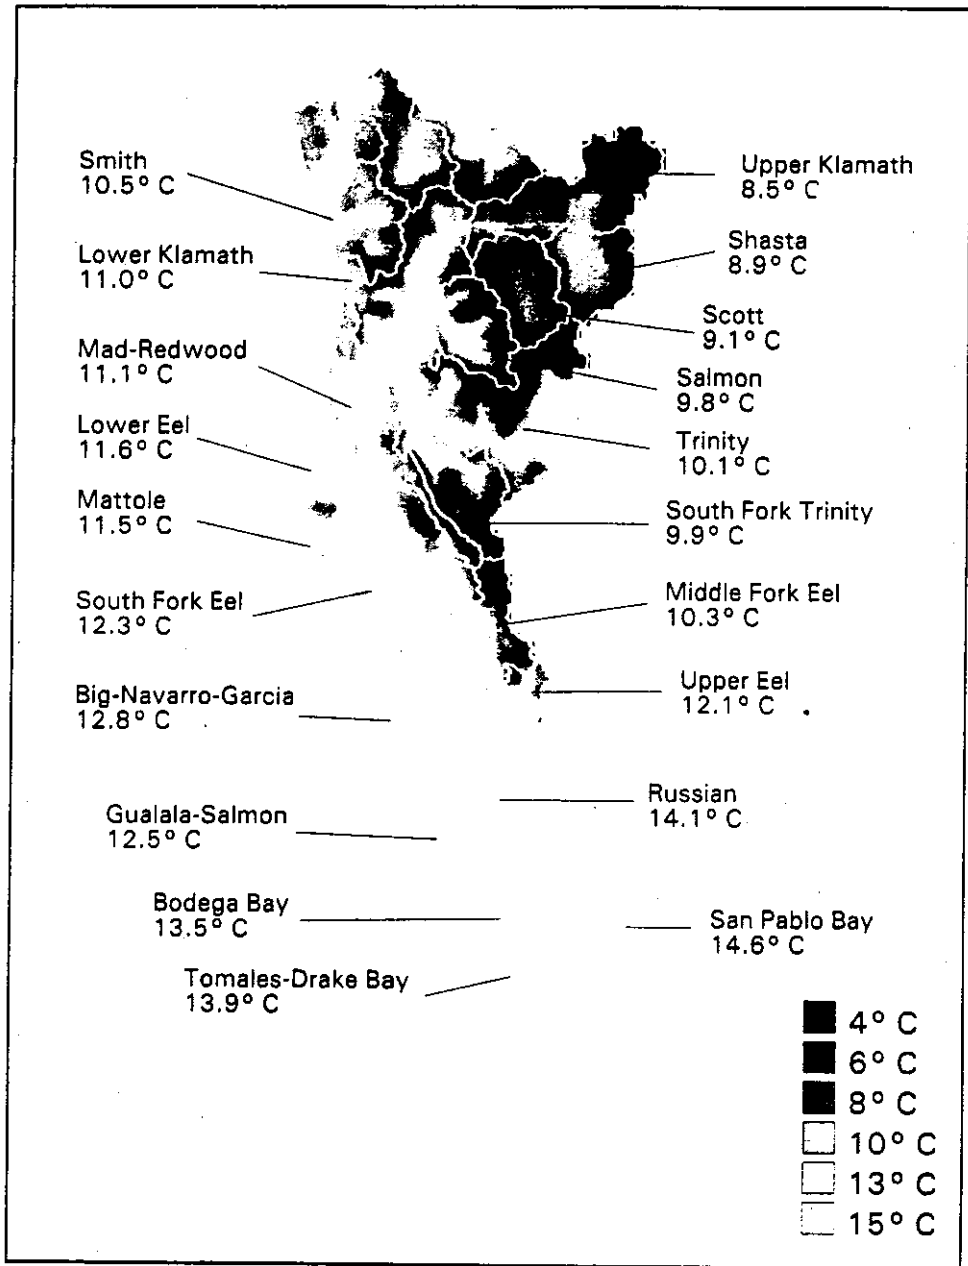 Smith
10.5° C
Lower Klamath
11.0° C
Mad-Redwood
11.1° C
Lower Eel
11.6° C
Mattole
11.5° C
South Fork Eel
12.3° C
Big-Navarro-Garcia
12.8° C
Gualala-Salmon
12.5° C
Bodega Bay
13.5° C
Tomales-Drake Bay
13.9° C
Upper Klamath
8.5° C
Shasta
8.9° C
Scott
9.1° C
Salmon
9.8° C
Trinity
10.1° C
South Fork Trinity
9.9° C
Middle Fork Eel
10.3° C
Upper Eel
12.1° C
Russian
14.1° C
San Pablo Bay
14.6° C
4° C
6° C
8° C
10° C
13° C
15° C